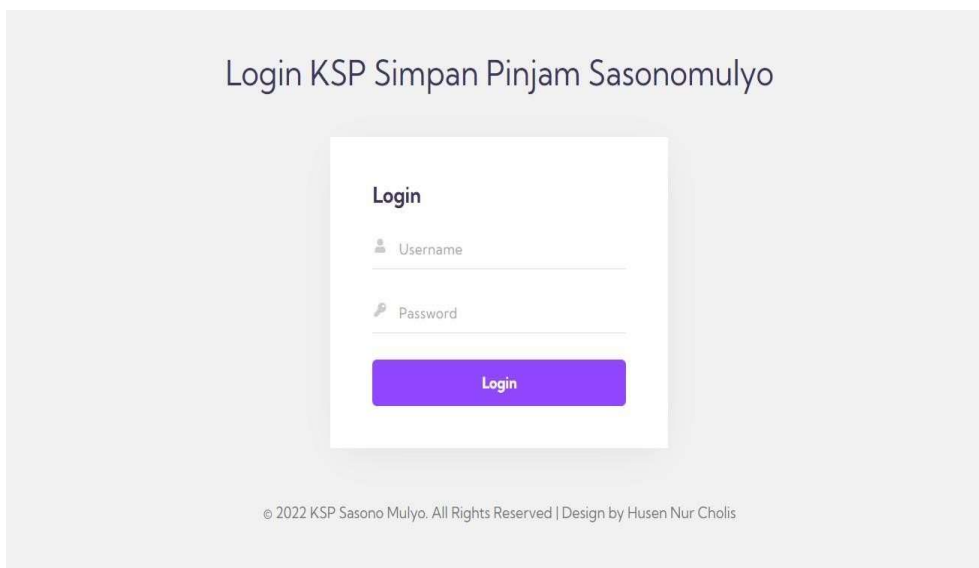 Login KSP Simpan Pinjam Sasonomulyo
Login
Username
Password
Login
© 2022 KSP Sasono Mulyo. All Rights Reserved | Design by Husen Nur Cholis